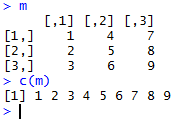 > m
     [,1] [,2] [,3]
[1,]    1    4    7
[2,]    2    5    8
[3,]    3    6    9
> c(m)
[1] 1 2 3 4 5 6 7 8 9
>